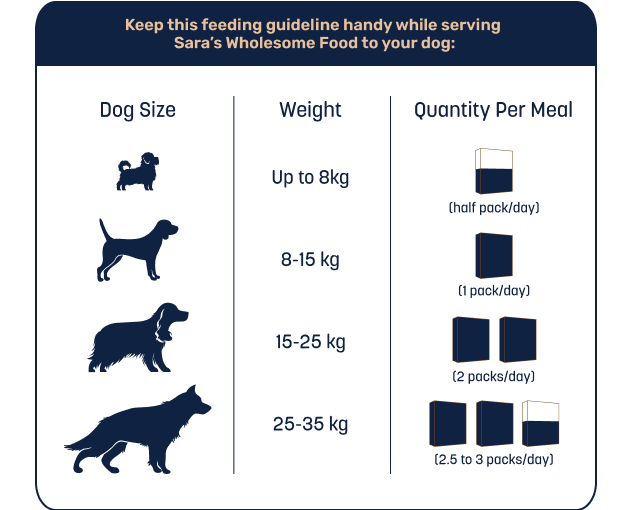 Keep this feeding guideline handy while serving
Sara's Wholesome Food to your dog:
Dog Size
Weight
Quantity Per Meal
Up to 8kg
(half pack/day)
8-15 kg
(1 pack/day)
15-25 kg
(2 packs/day)
25-35 kg
(2.5 to 3 packs/day)